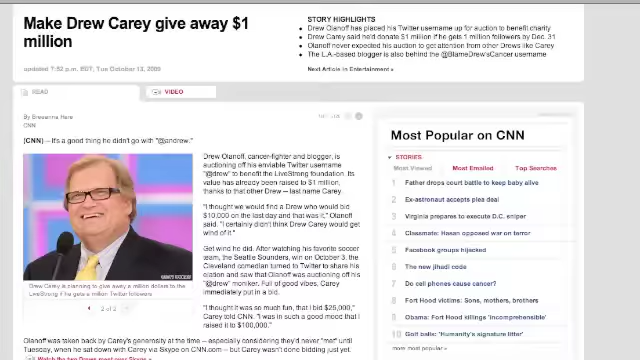 Make Drew Carey give away $1
million
updated 7:52 p.m. EDT, Tue October 13, 2009
STORY HIGHLIGHTS
Drew Olanoff has placed his Twitter username up for auction to benefit charity
Drew Carey said he'd donate $1 million if he gets 1 million followers by Dec. 31
Olanoff never expected his auction to get attention from other Drews like Carey
The L.A-based blogger is also behind the @BlameDrewsCancer username
Next Article in Entertainment »
READ
VIDEO
By Breeanna Hare
CNN
(CNN) -- It's a good thing he didn't go with "@andrew."
Drew Carey is planning to give away a million dollars to the
LiveStrong if he gets a million Twitter followers
2 of 2
Drew Olanoff, cancer-fighter and blogger, is
auctioning off his enviable Twitter username
"@drew" to benefit the LiveStrong foundation. Its
value has already been raised to $1 million,
thanks to that other Drew -- last name Carey.
"I thought we would find a Drew who would bid
$10,000 on the last day and that was it," Olanoff
said. "I certainly didn't think Drew Carey would get
wind of it."
Get wind he did. After watching his favorite soccer
team, the Seattle Sounders, win on October 3, the
Cleveland comedian turned to Twitter to share his
elation and saw that Olanoff was auctioning off his
"@drew" moniker. Full of good vibes, Carey
immediately put in a bid.
"I thought it was so much fun, that I bid $25,000,"
Carey told CNN. "I was in such a good mood that I
raised it to $100,000."
Olanoff was taken back by Carey's generosity at the time -- especially considering they'd never "met" until
Tuesday, when he sat down with Carey via Skype on CNN.com -- but Carey wasn't done bidding just yet.
Watch the two Drews meet over Skype »
Most Popular on CNN
STORIES
Most Viewed
Most Emailed
Top Searches
1 Father drops court battle to keep baby alive
2 Ex-astronaut accepts plea deal
3 Virginia prepares to execute D.C. sniper
4 Classmate: Hasan opposed war on terror
5 Facebook groups hijacked
6 The new jihadi code
7 Do cell phones cause cancer?
8 Fort Hood victims: Sons, mothers, brothers
9 Obama: Fort Hood killings 'incomprehensible'
10 Golf balls: 'Humanity's signature litter'
more most popular »